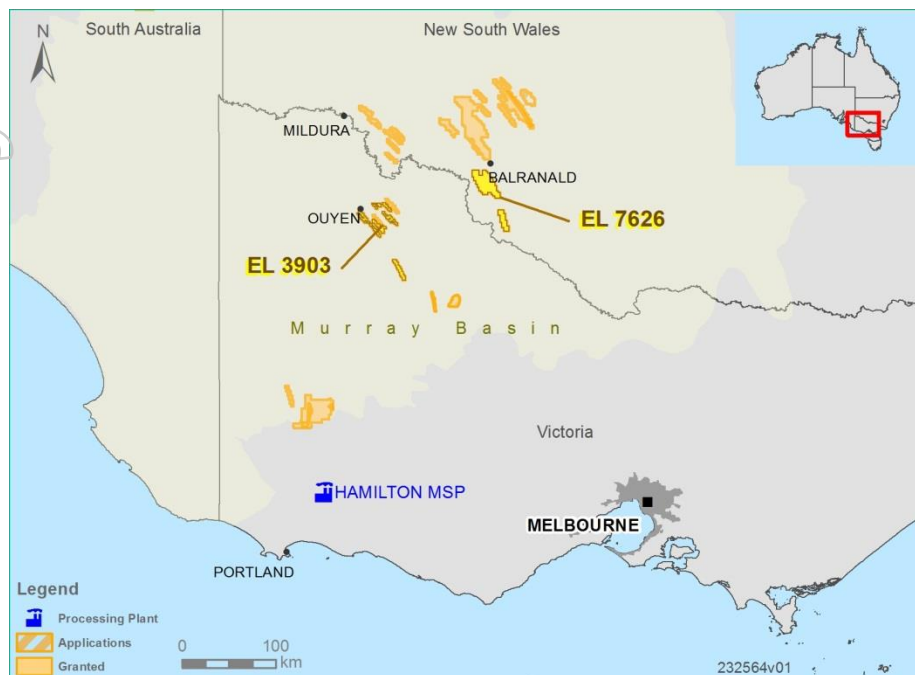 South Australia
New South Wales
N
MILDURA
BALRANALD
OUYEN
EL 7626
EL 3903
Murray Basin
Victoria
HAMILTON MSP
MELBOURNE
PORTLAND
Legend
Processing Plant
Applications
Granted
0 100
km
232564v01